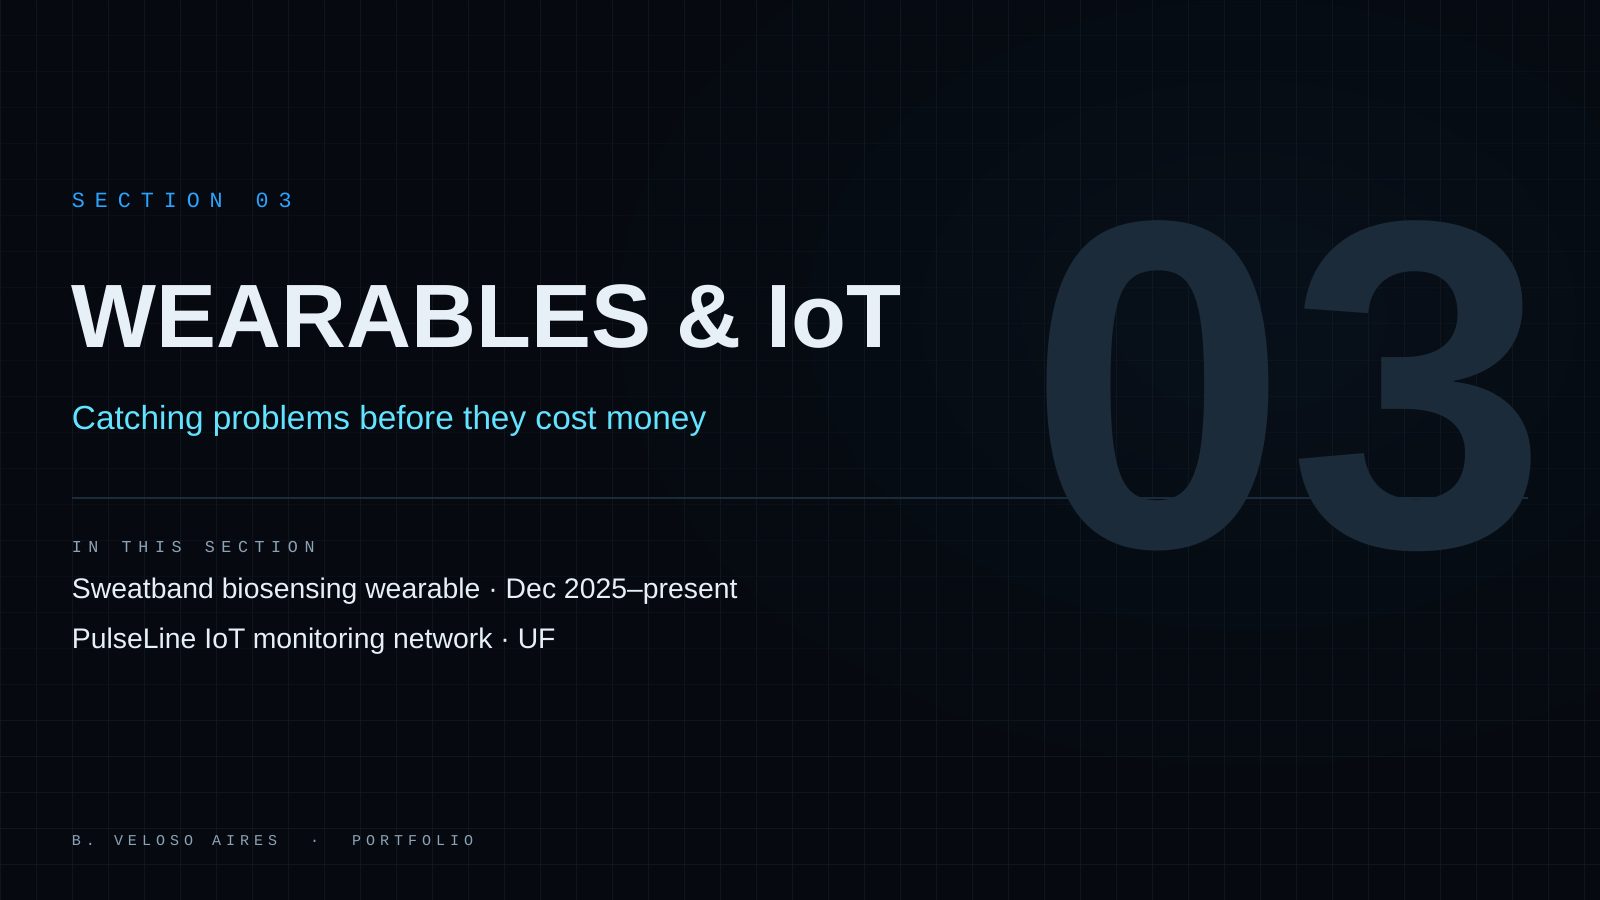 SECTION 03
WEARABLES & IoT
03
Catching problems before they cost money
IN THIS SECTION
Sweatband biosensing wearable · Dec 2025–present
PulseLine IoT monitoring network · UF
B. VELOSO AIRES · PORTFOLIO